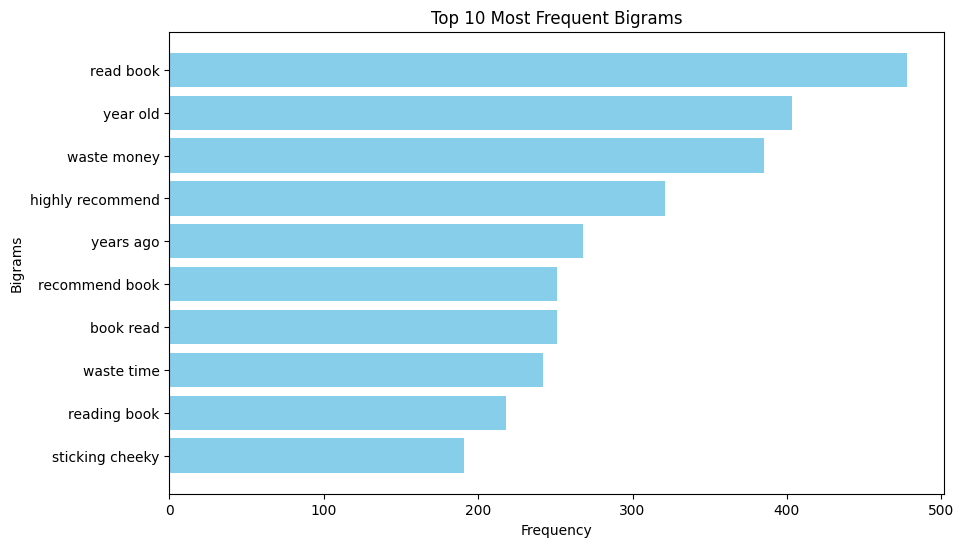 Top 10 Most Frequent Bigrams
Bigrams
read book
year old
waste money
highly recommend
years ago
recommend book
book read
waste time
reading book
sticking cheeky
0 100 200 300 400 500
Frequency